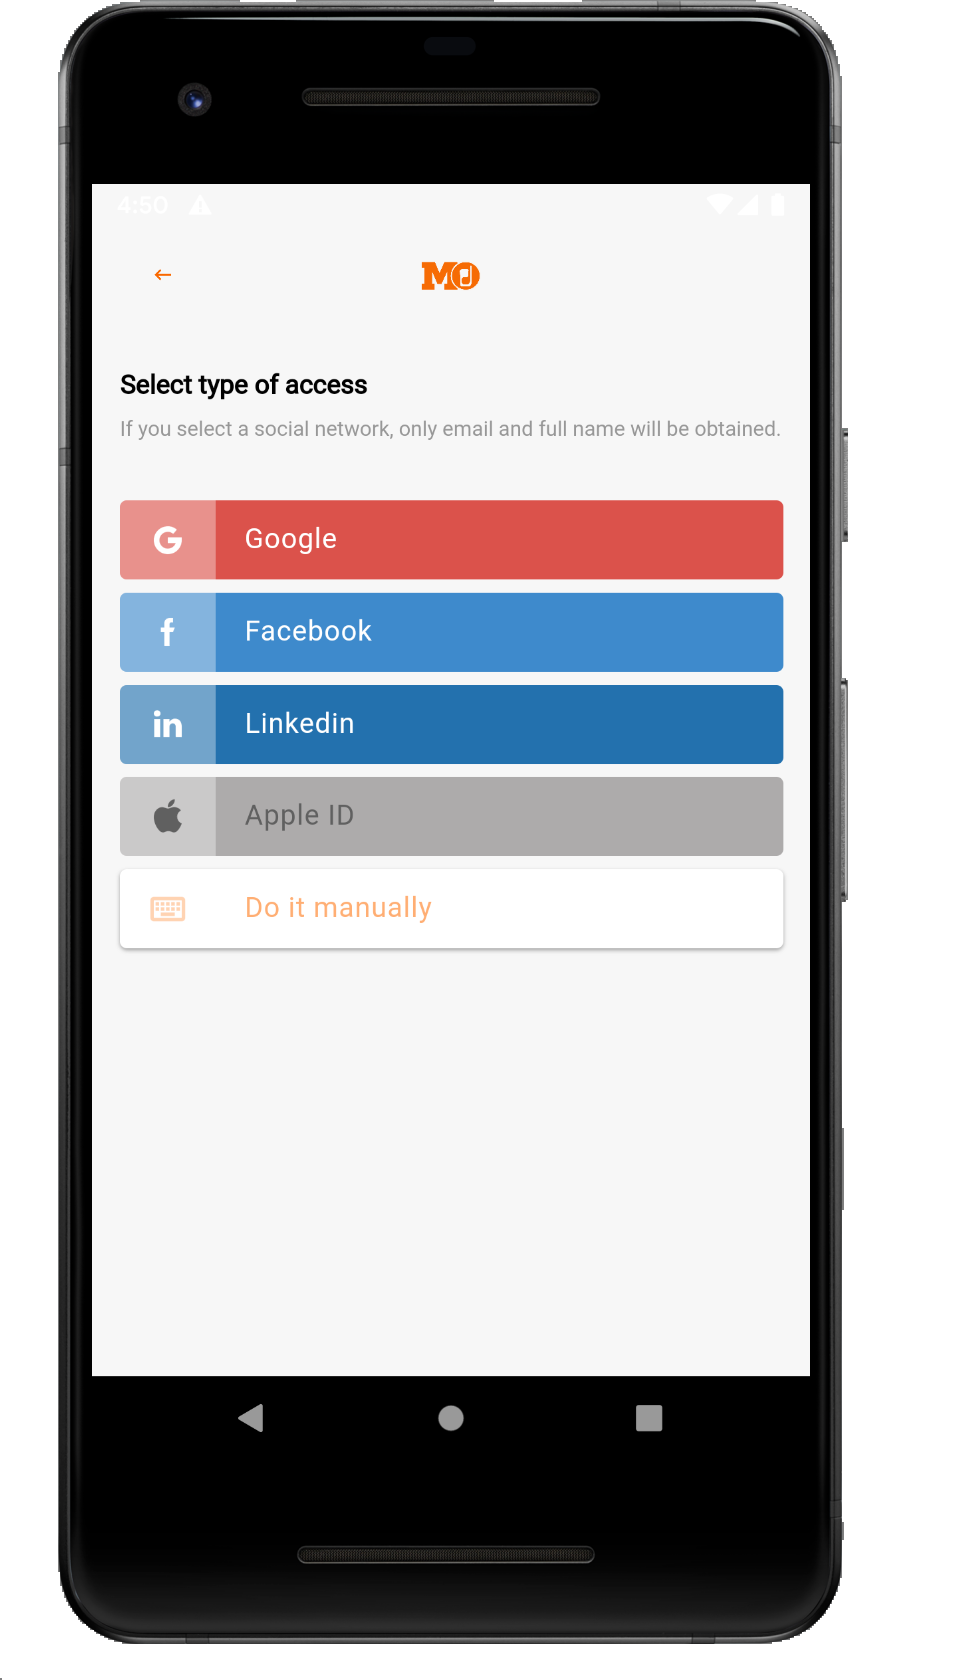 4:50
MO
Select type of access
If you select a social network, only email and full name will be obtained.
G Google
f Facebook
in Linkedin
Apple ID
Do it manually